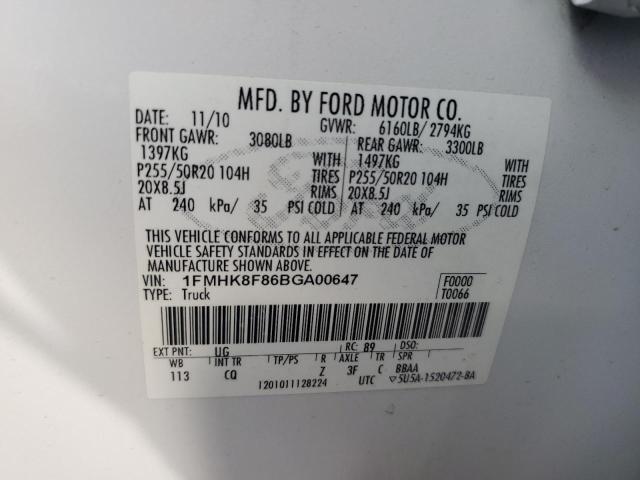 MFD. BY FORD MOTOR CO.
DATE: 11/10 GVWR: 6160LB/ 2794KG
FRONT GAWR: 3080LB REAR GAWR: 3300LB
1397KG WITH 1497KG WITH
P255/50R20 104H TIRES P255/50R20 104H TIRES
20X8.5J RIMS 20X8.5J RIMS
AT 240 kPa/ 35 PSI COLD AT 240 kPa/ 35 PSI COLD
THIS VEHICLE CONFORMS TO ALL APPLICABLE FEDERAL MOTOR
VEHICLE SAFETY STANDARDS IN EFFECT ON THE DATE OF
MANUFACTURE SHOWN ABOVE.
VIN: 1FMHK8F86BGA00647 F0000
TYPE: Truck T0066
EXT PNT: UG RC: 89 DSO:
WB INT TR TP/PS R AXLE TR SPR
113 CQ Z 3F C BBAA
1201011128224 UTC ▽5U5A-1520472-BA